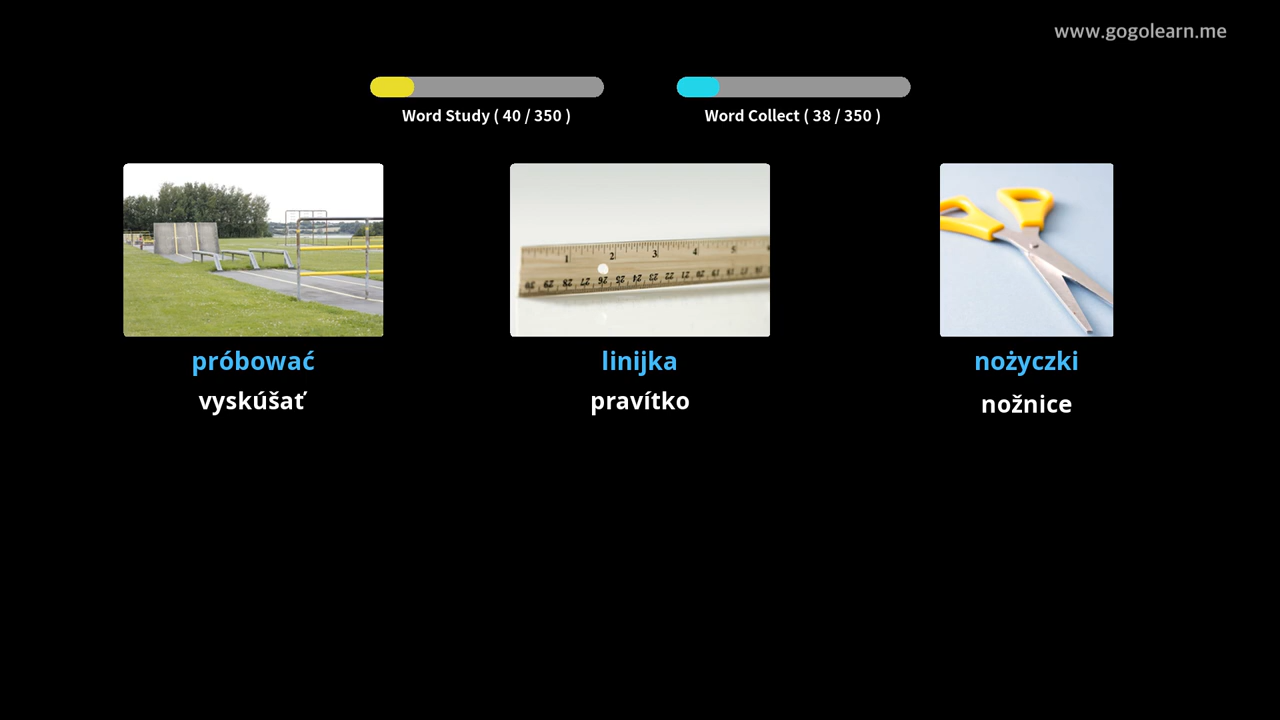 www.gogolearn.me
Word Study ( 40 / 350 )
Word Collect ( 38 / 350 )
próbować
vyskúšať
linijka
pravítko
nożyczki
nožnice